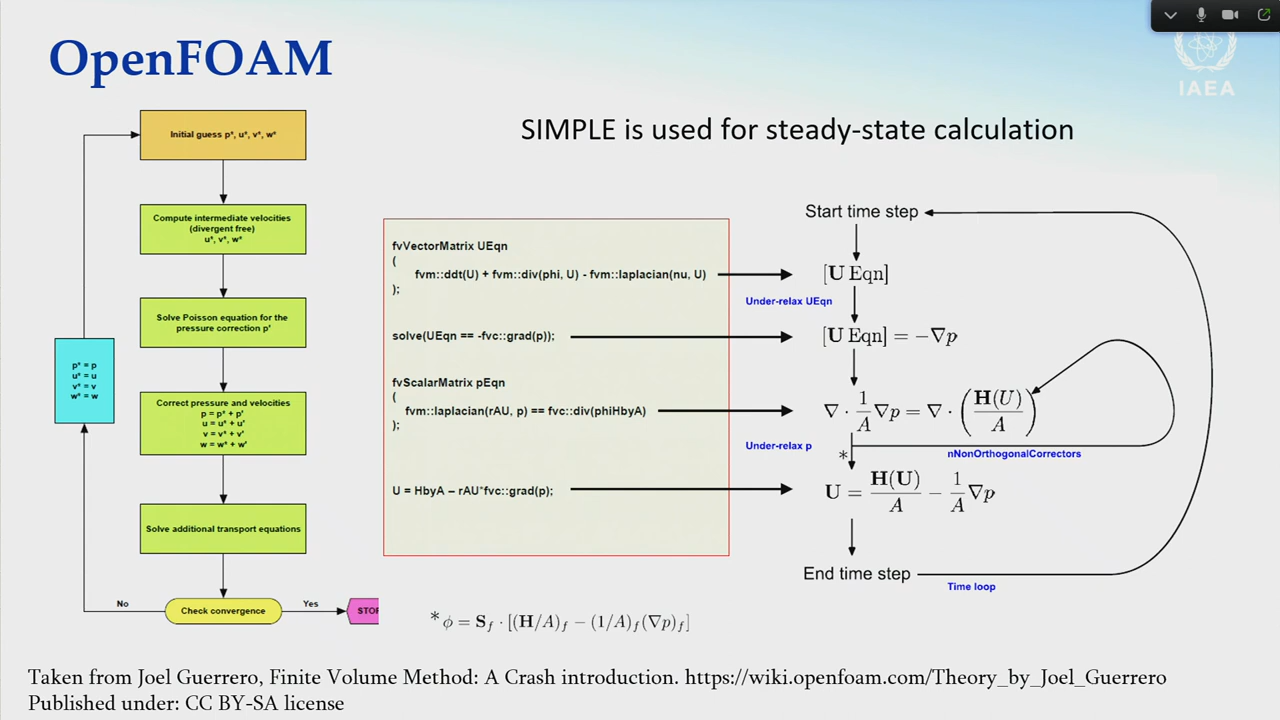 OpenFOAM
IAEA
SIMPLE is used for steady-state calculation
Initial guess p*, u*, v*, w*
Compute intermediate velocities
(divergent free)
u*, v*, w*
Solve Poisson equation for the
pressure correction p'
Correct pressure and velocities
p = p* + p'
u = u* + u'
v = v* + v'
w = w* + w'
Solve additional transport equations
Check convergence
No
Yes
STOP
p* = p
u* = u
v* = v
w* = w
fvVectorMatrix UEqn
(
fvm::ddt(U) + fvm::div(phi, U) - fvm::laplacian(nu, U)
);
solve(UEqn == -fvc::grad(p));
fvScalarMatrix pEqn
(
fvm::laplacian(rAU, p) == fvc::div(phiHbyA)
);
U = HbyA – rAU*fvc::grad(p);
Start time step
[U Eqn]
Under-relax UEqn
[U Eqn] = −∇p
∇ · 1/A ∇p = ∇ · (H(U)/A)
Under-relax p
*
nNonOrthogonalCorrectors
U = H(U)/A − 1/A ∇p
End time step
Time loop
* ϕ = S_f · [(H/A)_f − (1/A)_f (∇p)_f]
Taken from Joel Guerrero, Finite Volume Method: A Crash introduction. https://wiki.openfoam.com/Theory_by_Joel_Guerrero
Published under: CC BY-SA license